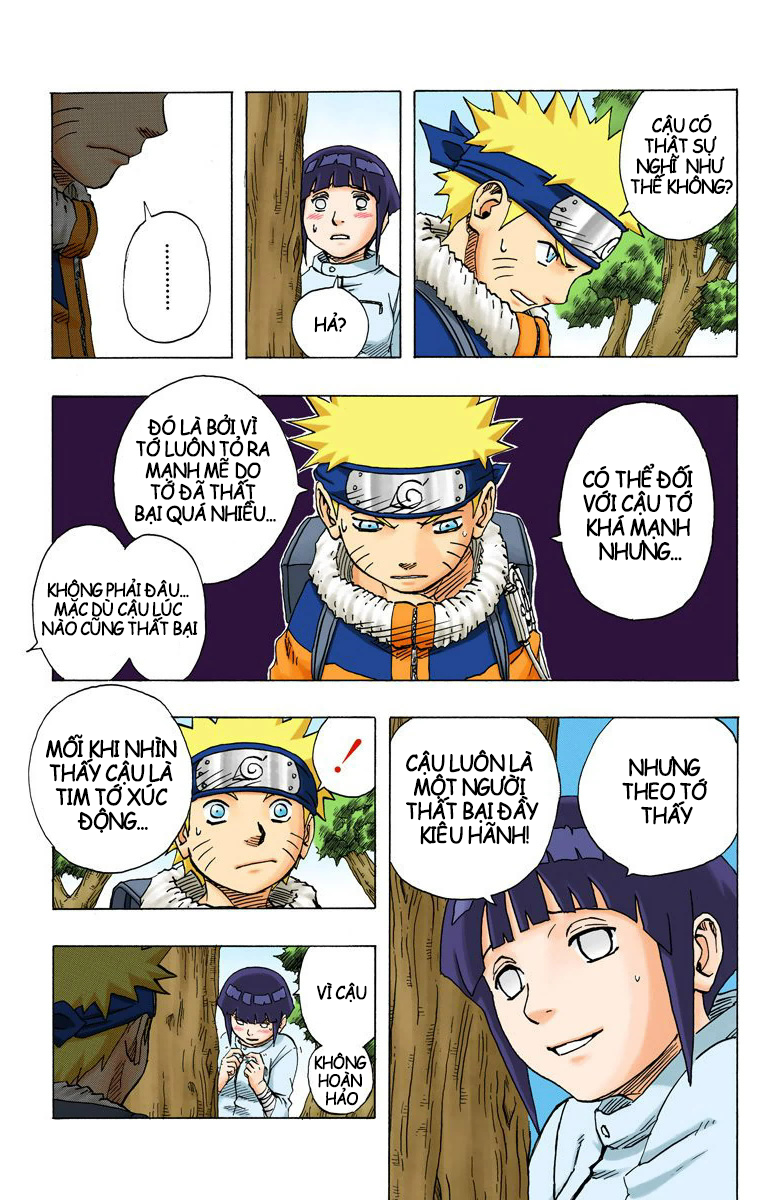 CẬU CÓ
THẬT SỰ
NGHĨ NHƯ
THẾ KHÔNG?
HẢ?
.........
CÓ THỂ ĐỐI
VỚI CẬU TỚ
KHÁ MẠNH
NHƯNG...
ĐÓ LÀ BỞI VÌ
TỚ LUÔN TỎ RA
MẠNH MẼ DO
TỚ ĐÃ THẤT
BẠI QUÁ NHIỀU...
KHÔNG PHẢI ĐÂU...
MẶC DÙ CẬU LÚC
NÀO CŨNG THẤT BẠI
NHƯNG
THEO TỚ
THẤY
CẬU LUÔN LÀ
MỘT NGƯỜI
THẤT BẠI ĐẦY
KIÊU HÃNH!
!
MỖI KHI NHÌN
THẤY CẬU LÀ
TIM TỚ XÚC
ĐỘNG...
VÌ CẬU
KHÔNG
HOÀN
HẢO